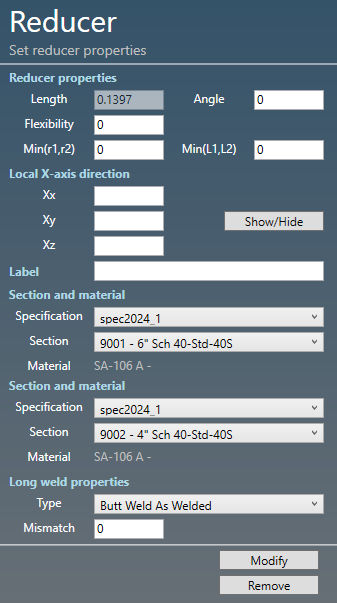 Reducer
Set reducer properties
Reducer properties
Length 0.1397 Angle 0
Flexibility 0
Min(r1,r2) 0 Min(L1,L2) 0
Local X-axis direction
Xx
Xy Show/Hide
Xz
Label
Section and material
Specification spec2024_1
Section 9001 - 6" Sch 40-Std-40S
Material SA-106 A -
Section and material
Specification spec2024_1
Section 9002 - 4" Sch 40-Std-40S
Material SA-106 A -
Long weld properties
Type Butt Weld As Welded
Mismatch 0
Modify
Remove